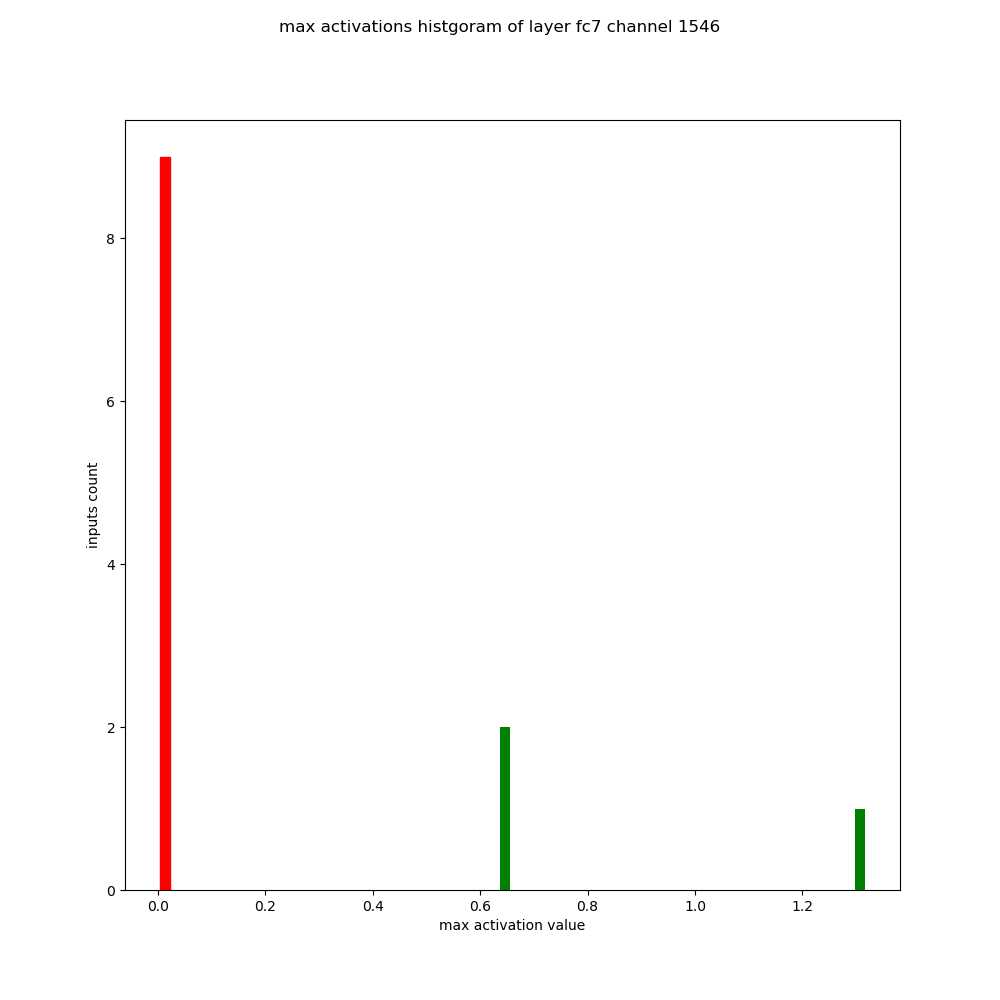 max activations histgoram of layer fc7 channel 1546
8
6
4
2
0
inputs count
0.0 0.2 0.4 0.6 0.8 1.0 1.2
max activation value